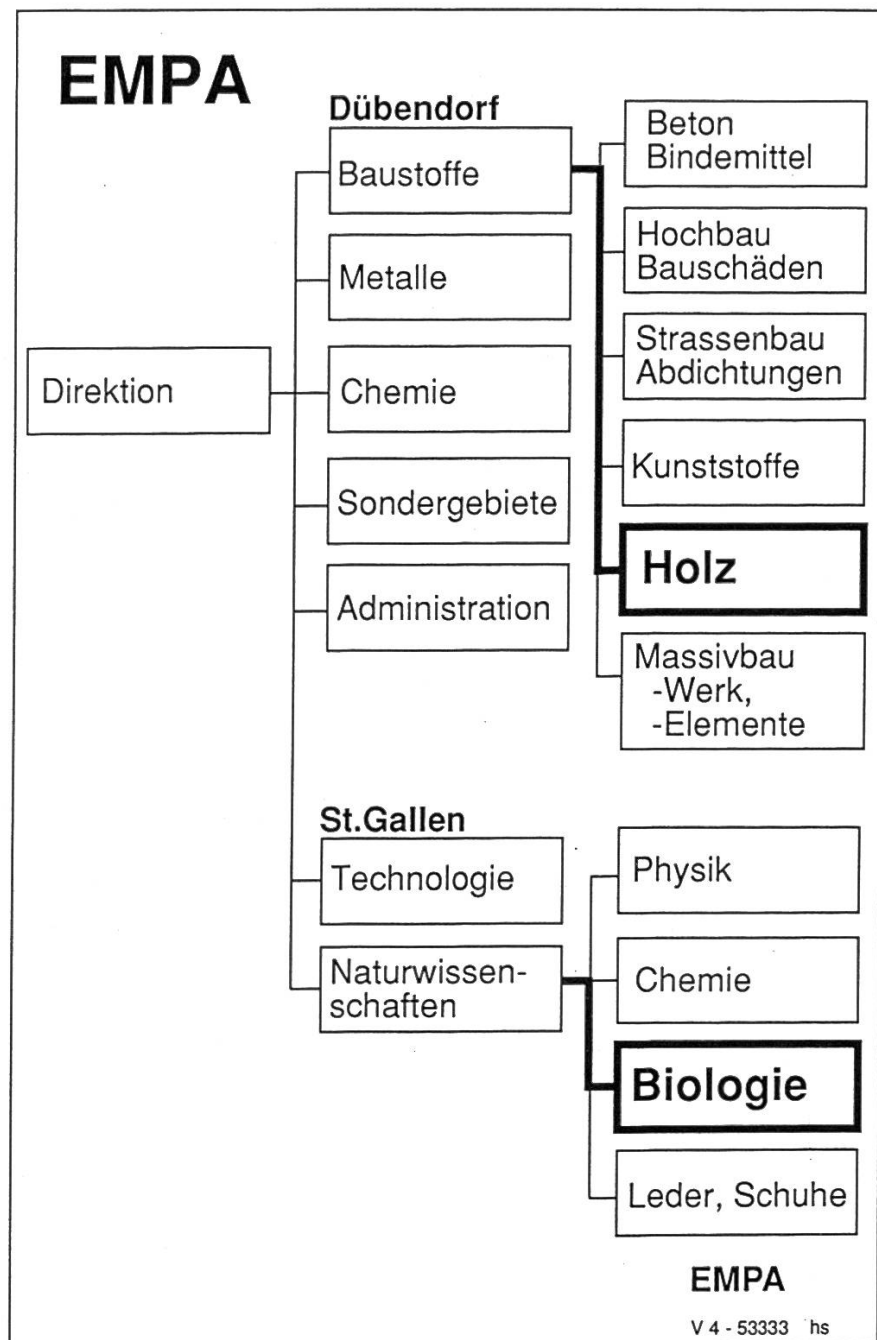 EMPA
Direktion
Dübendorf
Baustoffe
Metalle
Chemie
Sondergebiete
Administration
Beton
Bindemittel
Hochbau
Bauschäden
Strassenbau
Abdichtungen
Kunststoffe
Holz
Massivbau
-Werk,
-Elemente
St.Gallen
Technologie
Naturwissen-
schaften
Physik
Chemie
Biologie
Leder, Schuhe
EMPA
V 4 - 53333 hs